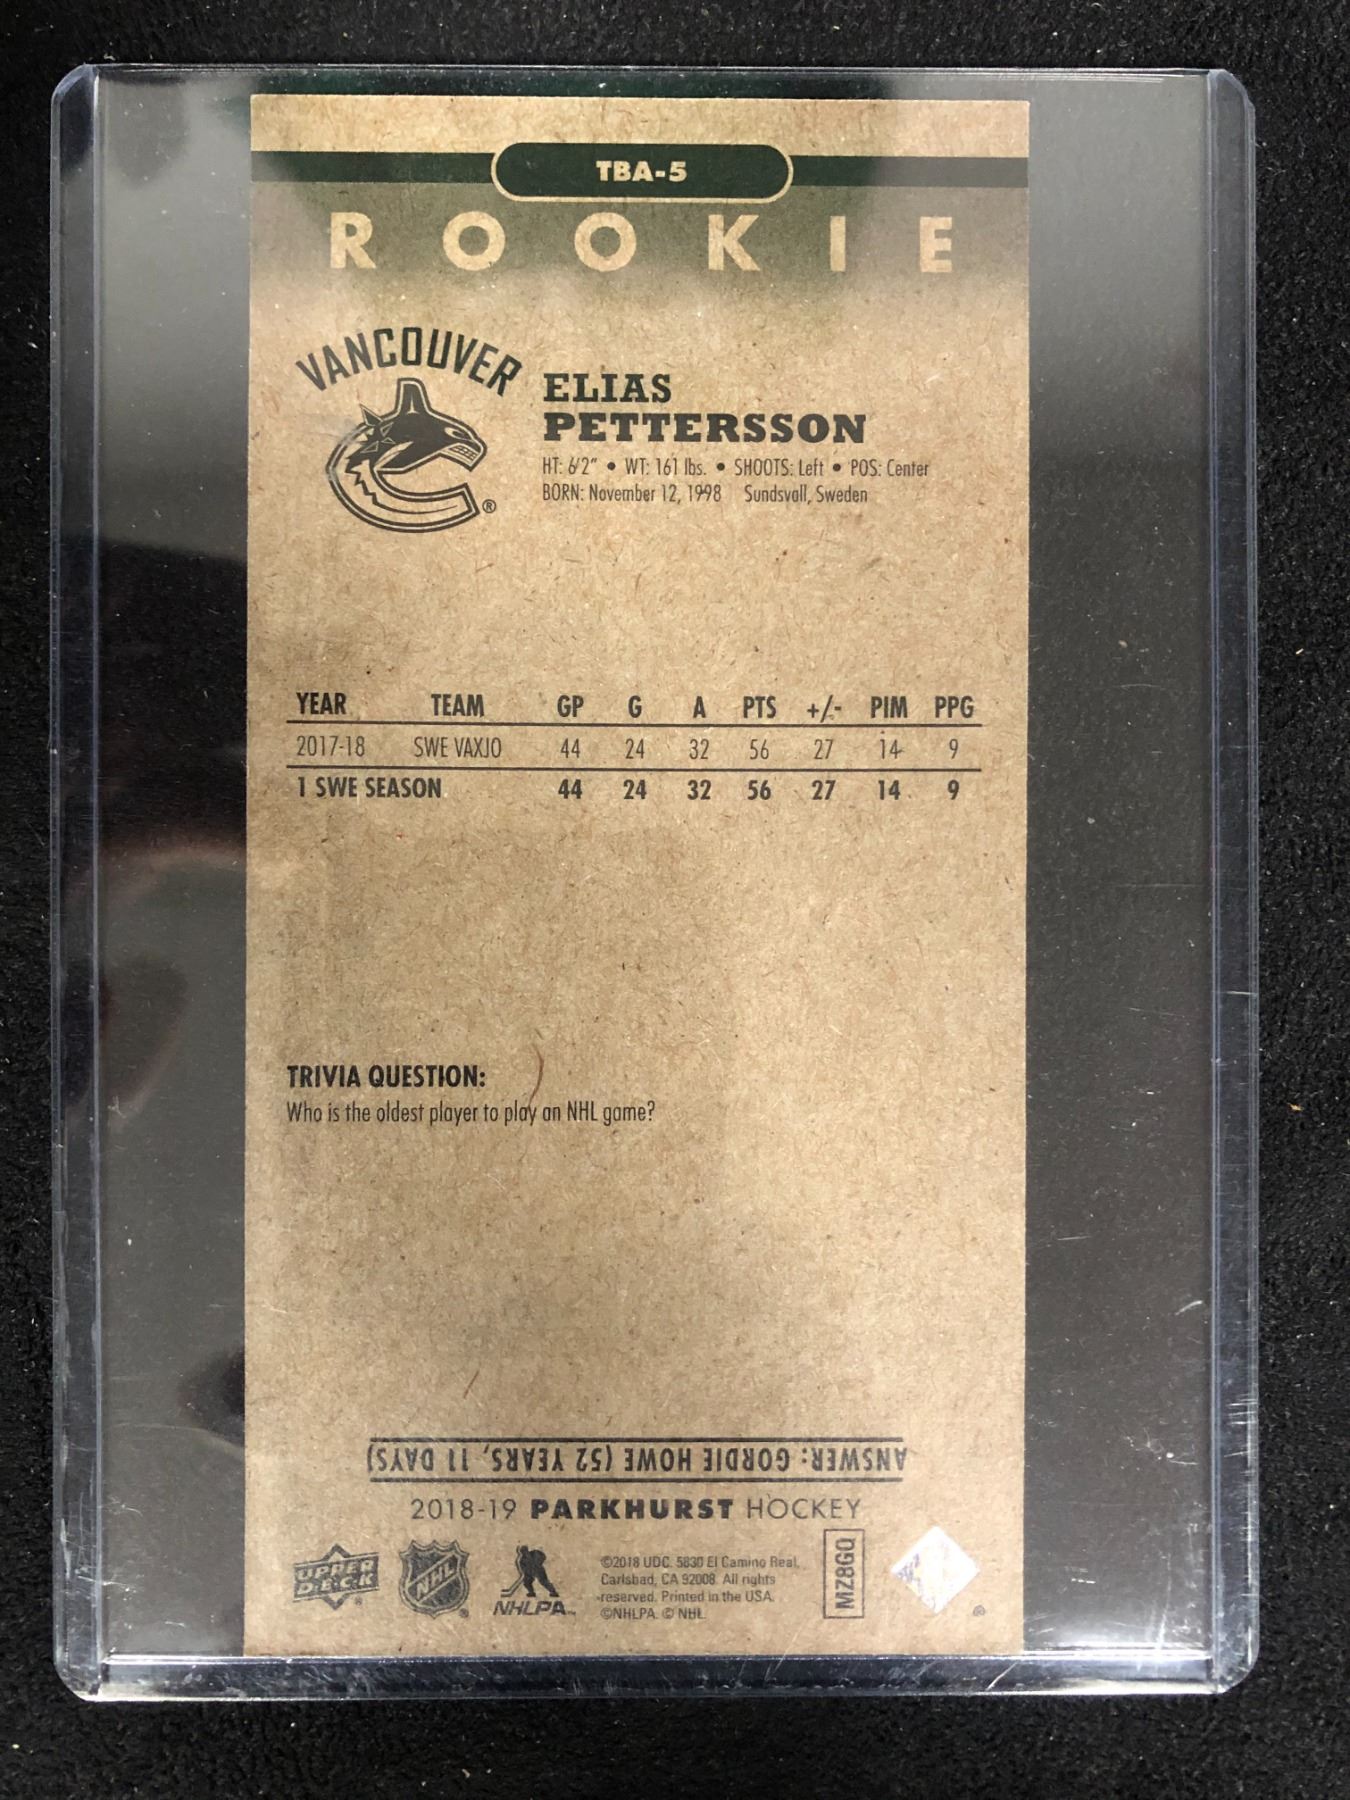 TBA-5
ROOKIE
VANCOUVER
®
ELIAS
PETTERSSON
HT: 6'2" • WT: 161 lbs. • SHOOTS: Left • POS: Center
BORN: November 12, 1998 Sundsvall, Sweden
YEAR TEAM GP G A PTS +/- PIM PPG
2017-18 SWE VAXJO 44 24 32 56 27 14 9
1 SWE SEASON 44 24 32 56 27 14 9
TRIVIA QUESTION:
Who is the oldest player to play an NHL game?
ANSWER: GORDIE HOWE (52 YEARS, 11 DAYS)
2018-19 PARKHURST HOCKEY
UPPER
DECK
NHL
NHLPA
©2018 UDC. 5830 El Camino Real,
Carlsbad, CA 92008. All rights
reserved. Printed in the USA.
©NHLPA. © NHL.
MZ8GQ